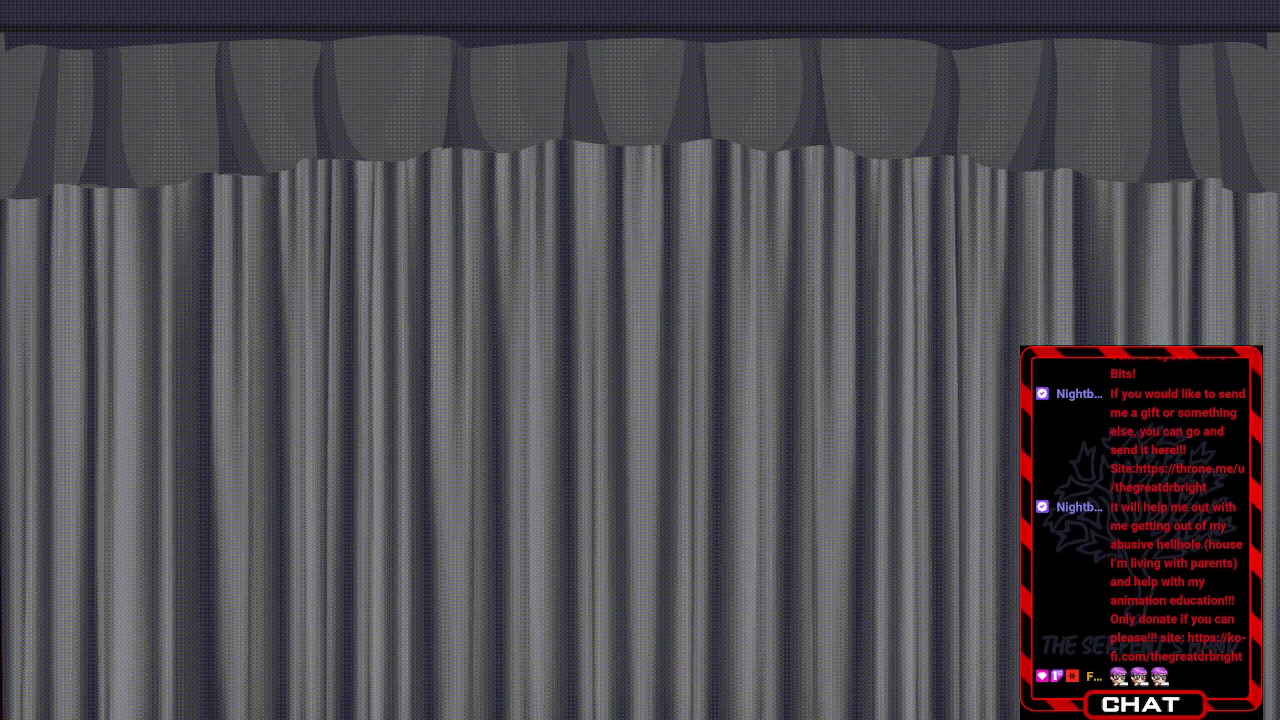 Bits!
Nightb... If you would like to send
me a gift or something
else, you can go and
send it here!!!
Site:https://throne.me/u
/thegreatdrbright
Nightb... It will help me out with
me getting out of my
abusive hellhole (house
I'm living with parents)
and help with my
animation education!!!
Only donate if you can
please!!! site: https://ko-
fi.com/thegreatdrbright
THE SERPENT'S HAND
F...
CHAT